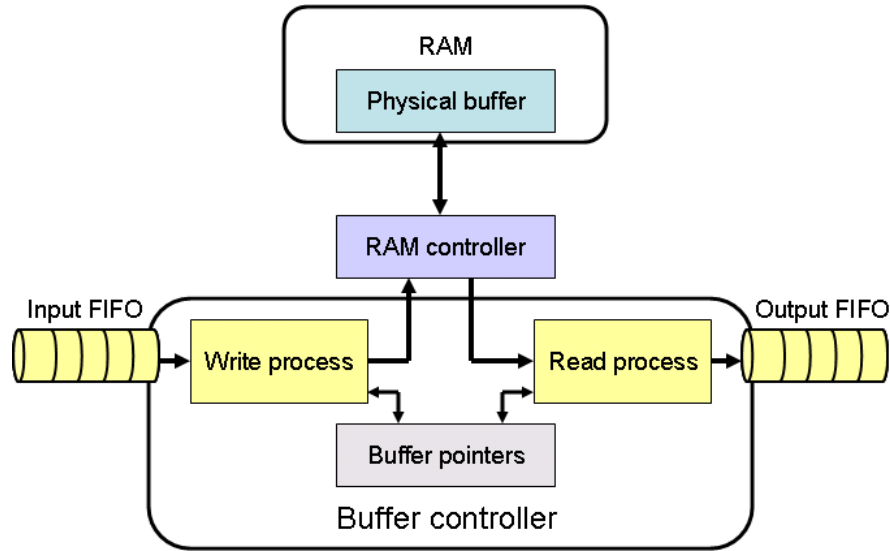 RAM
Physical buffer
RAM controller
Input FIFO
Output FIFO
Write process
Read process
Buffer pointers
Buffer controller